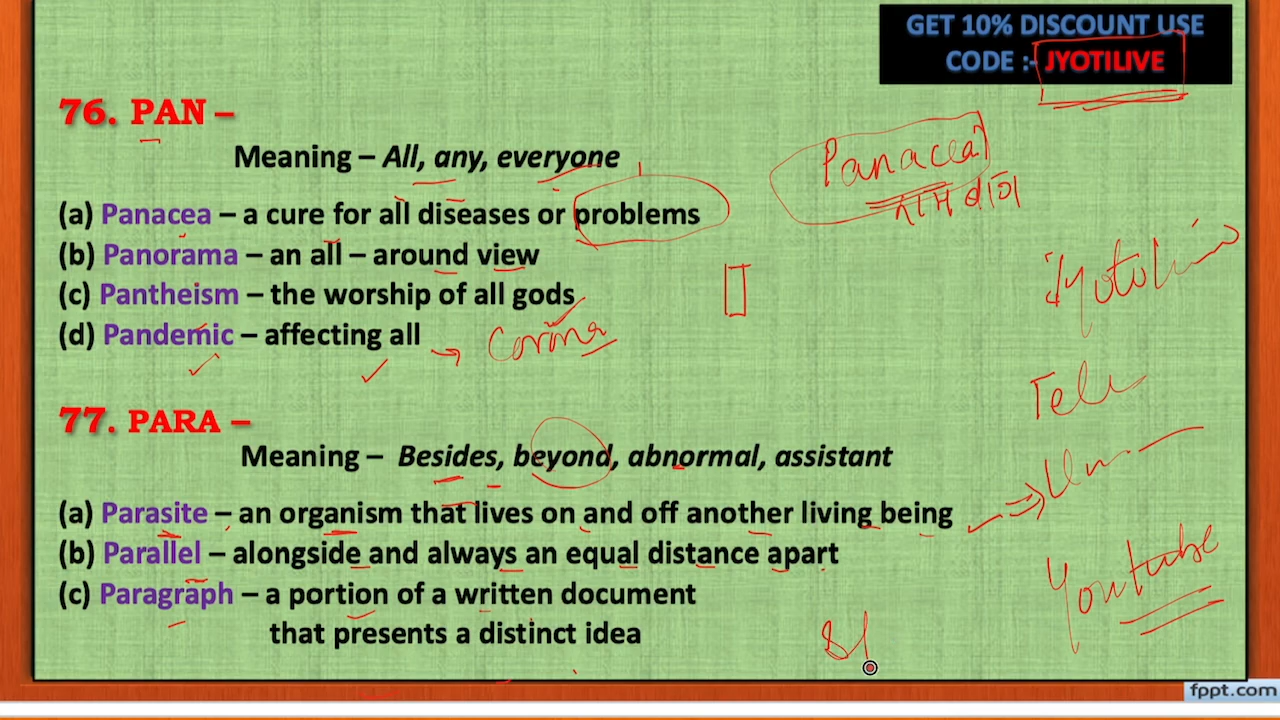 GET 10% DISCOUNT USE
CODE :- JYOTILIVE
76. PAN –
Meaning – All, any, everyone
(a) Panacea – a cure for all diseases or problems
(b) Panorama – an all – around view
(c) Pantheism – the worship of all gods
(d) Pandemic – affecting all
Corona
Panacea
77. PARA –
Meaning – Besides, beyond, abnormal, assistant
(a) Parasite – an organism that lives on and off another living being
(b) Parallel – alongside and always an equal distance apart
(c) Paragraph – a portion of a written document
that presents a distinct idea
Tele
Youtube
fppt.com